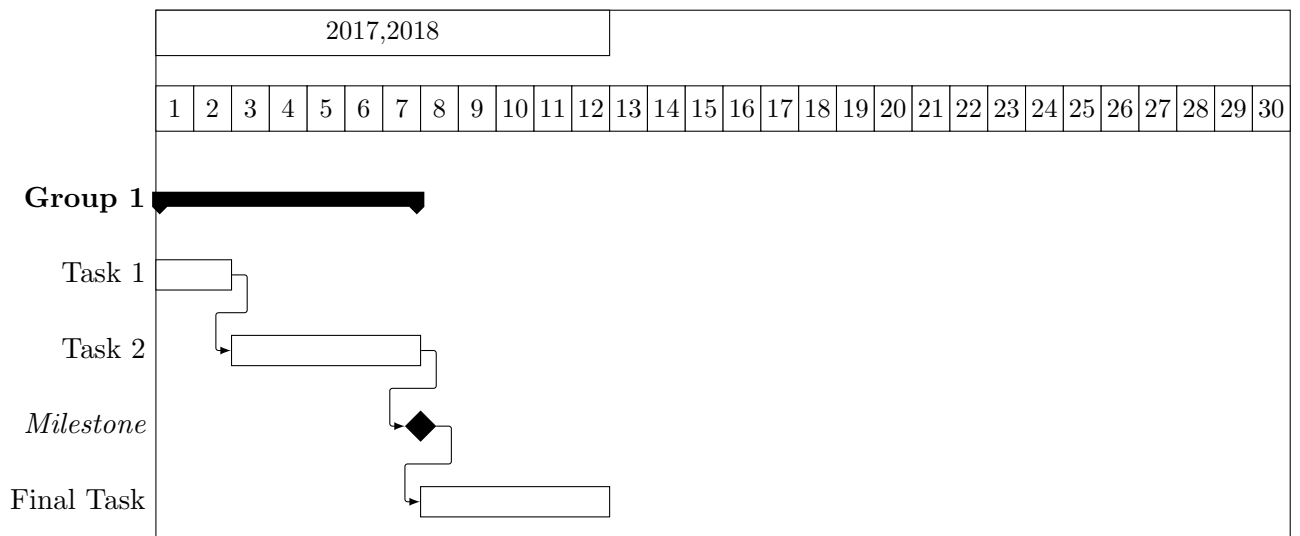 2017,2018
1 2 3 4 5 6 7 8 9 10 11 12 13 14 15 16 17 18 19 20 21 22 23 24 25 26 27 28 29 30
Group 1
Task 1
Task 2
Milestone
Final Task